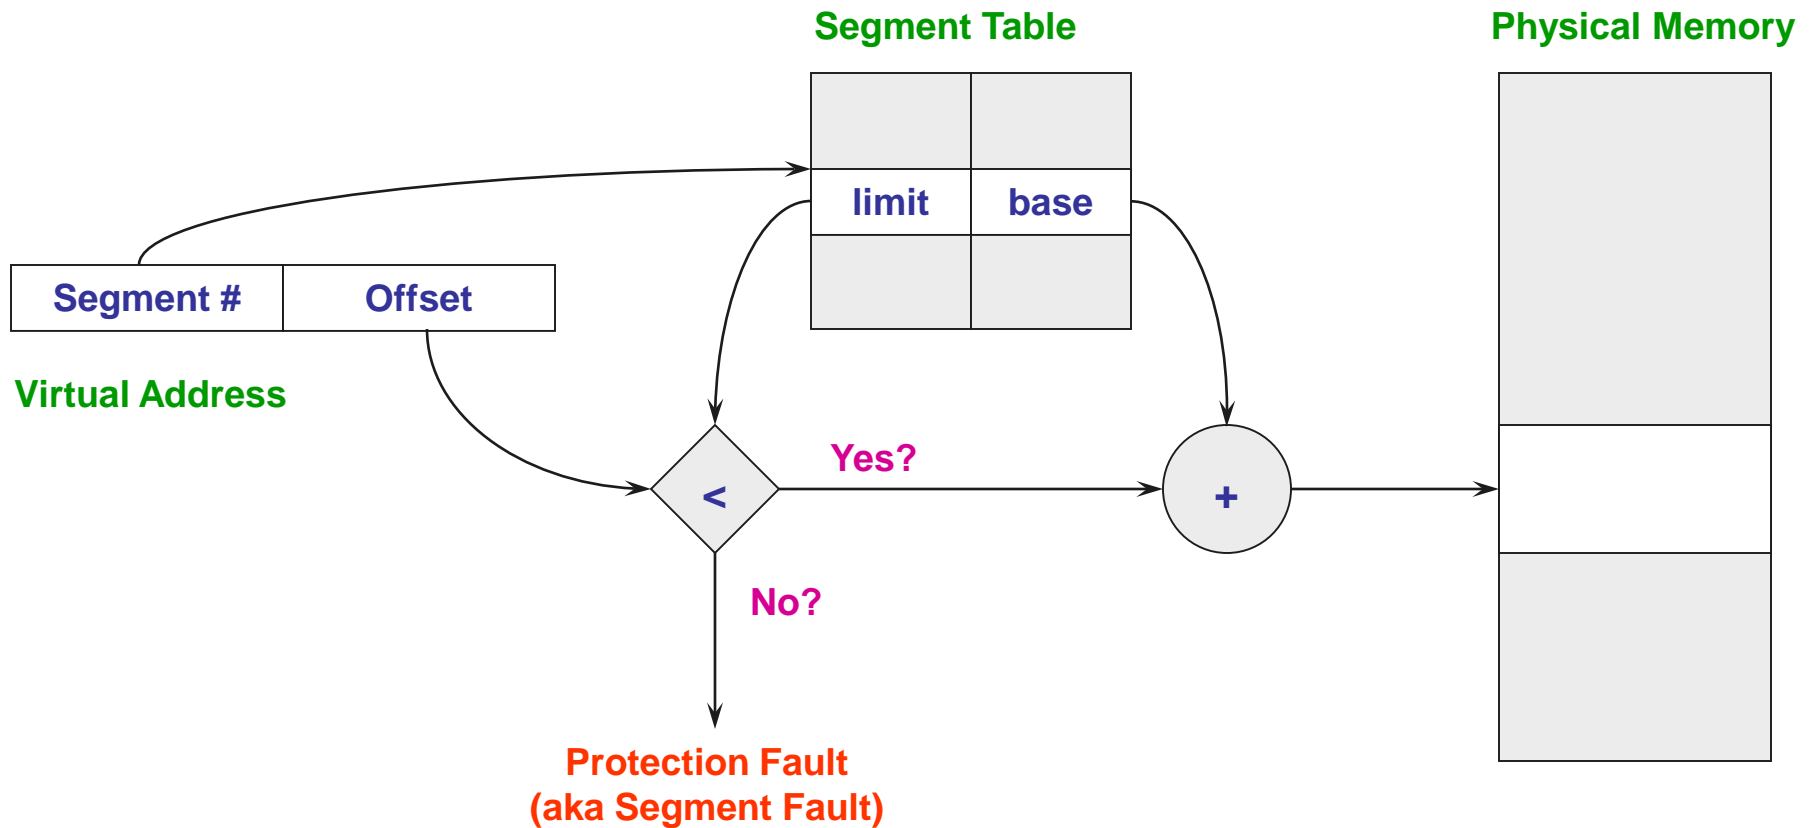 Segment Table
Physical Memory
limit
base
Segment #
Offset
Virtual Address
Yes?
<
+
No?
Protection Fault
(aka Segment Fault)